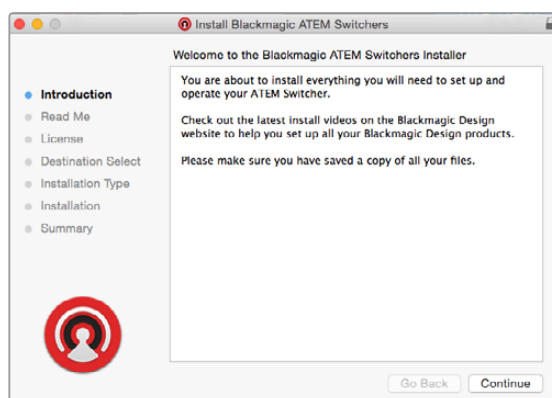 Install Blackmagic ATEM Switchers
Welcome to the Blackmagic ATEM Switchers Installer
Introduction
Read Me
License
Destination Select
Installation Type
Installation
Summary
You are about to install everything you will need to set up and
operate your ATEM Switcher.
Check out the latest install videos on the Blackmagic Design
website to help you set up all your Blackmagic Design products.
Please make sure you have saved a copy of all your files.
Go Back
Continue